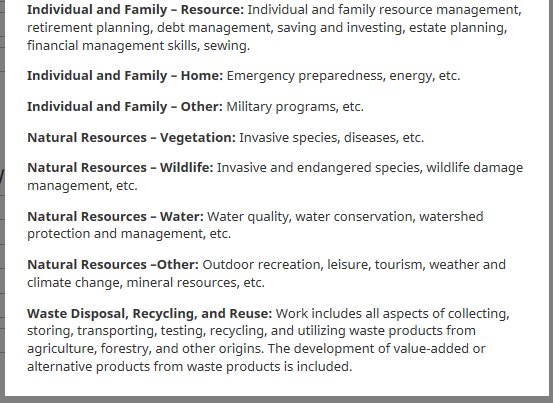 Individual and Family – Resource: Individual and family resource management,
retirement planning, debt management, saving and investing, estate planning,
financial management skills, sewing.
Individual and Family – Home: Emergency preparedness, energy, etc.
Individual and Family – Other: Military programs, etc.
Natural Resources – Vegetation: Invasive species, diseases, etc.
Natural Resources – Wildlife: Invasive and endangered species, wildlife damage
management, etc.
Natural Resources – Water: Water quality, water conservation, watershed
protection and management, etc.
Natural Resources –Other: Outdoor recreation, leisure, tourism, weather and
climate change, mineral resources, etc.
Waste Disposal, Recycling, and Reuse: Work includes all aspects of collecting,
storing, transporting, testing, recycling, and utilizing waste products from
agriculture, forestry, and other origins. The development of value-added or
alternative products from waste products is included.